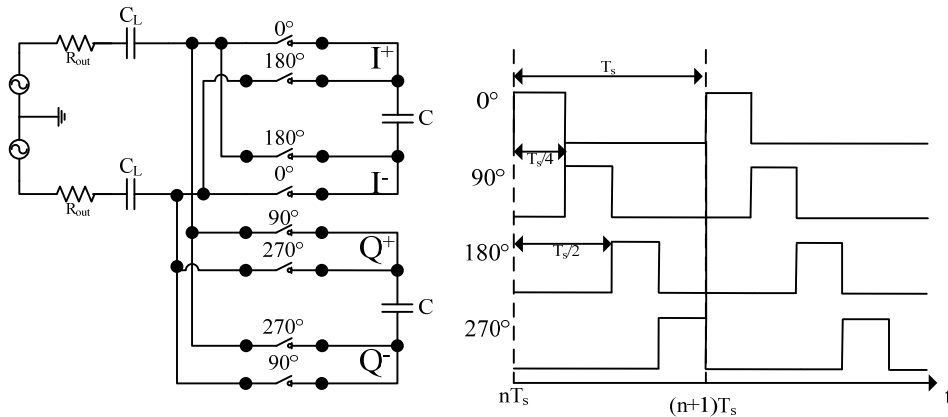 C_L
R_out
0°
I⁺
180°
C
180°
I⁻
0°
C_L
R_out
90°
Q⁺
270°
C
270°
Q⁻
90°
T_s
0°
T_s/4
90°
180°
T_s/2
270°
nT_s
(n+1)T_s
t